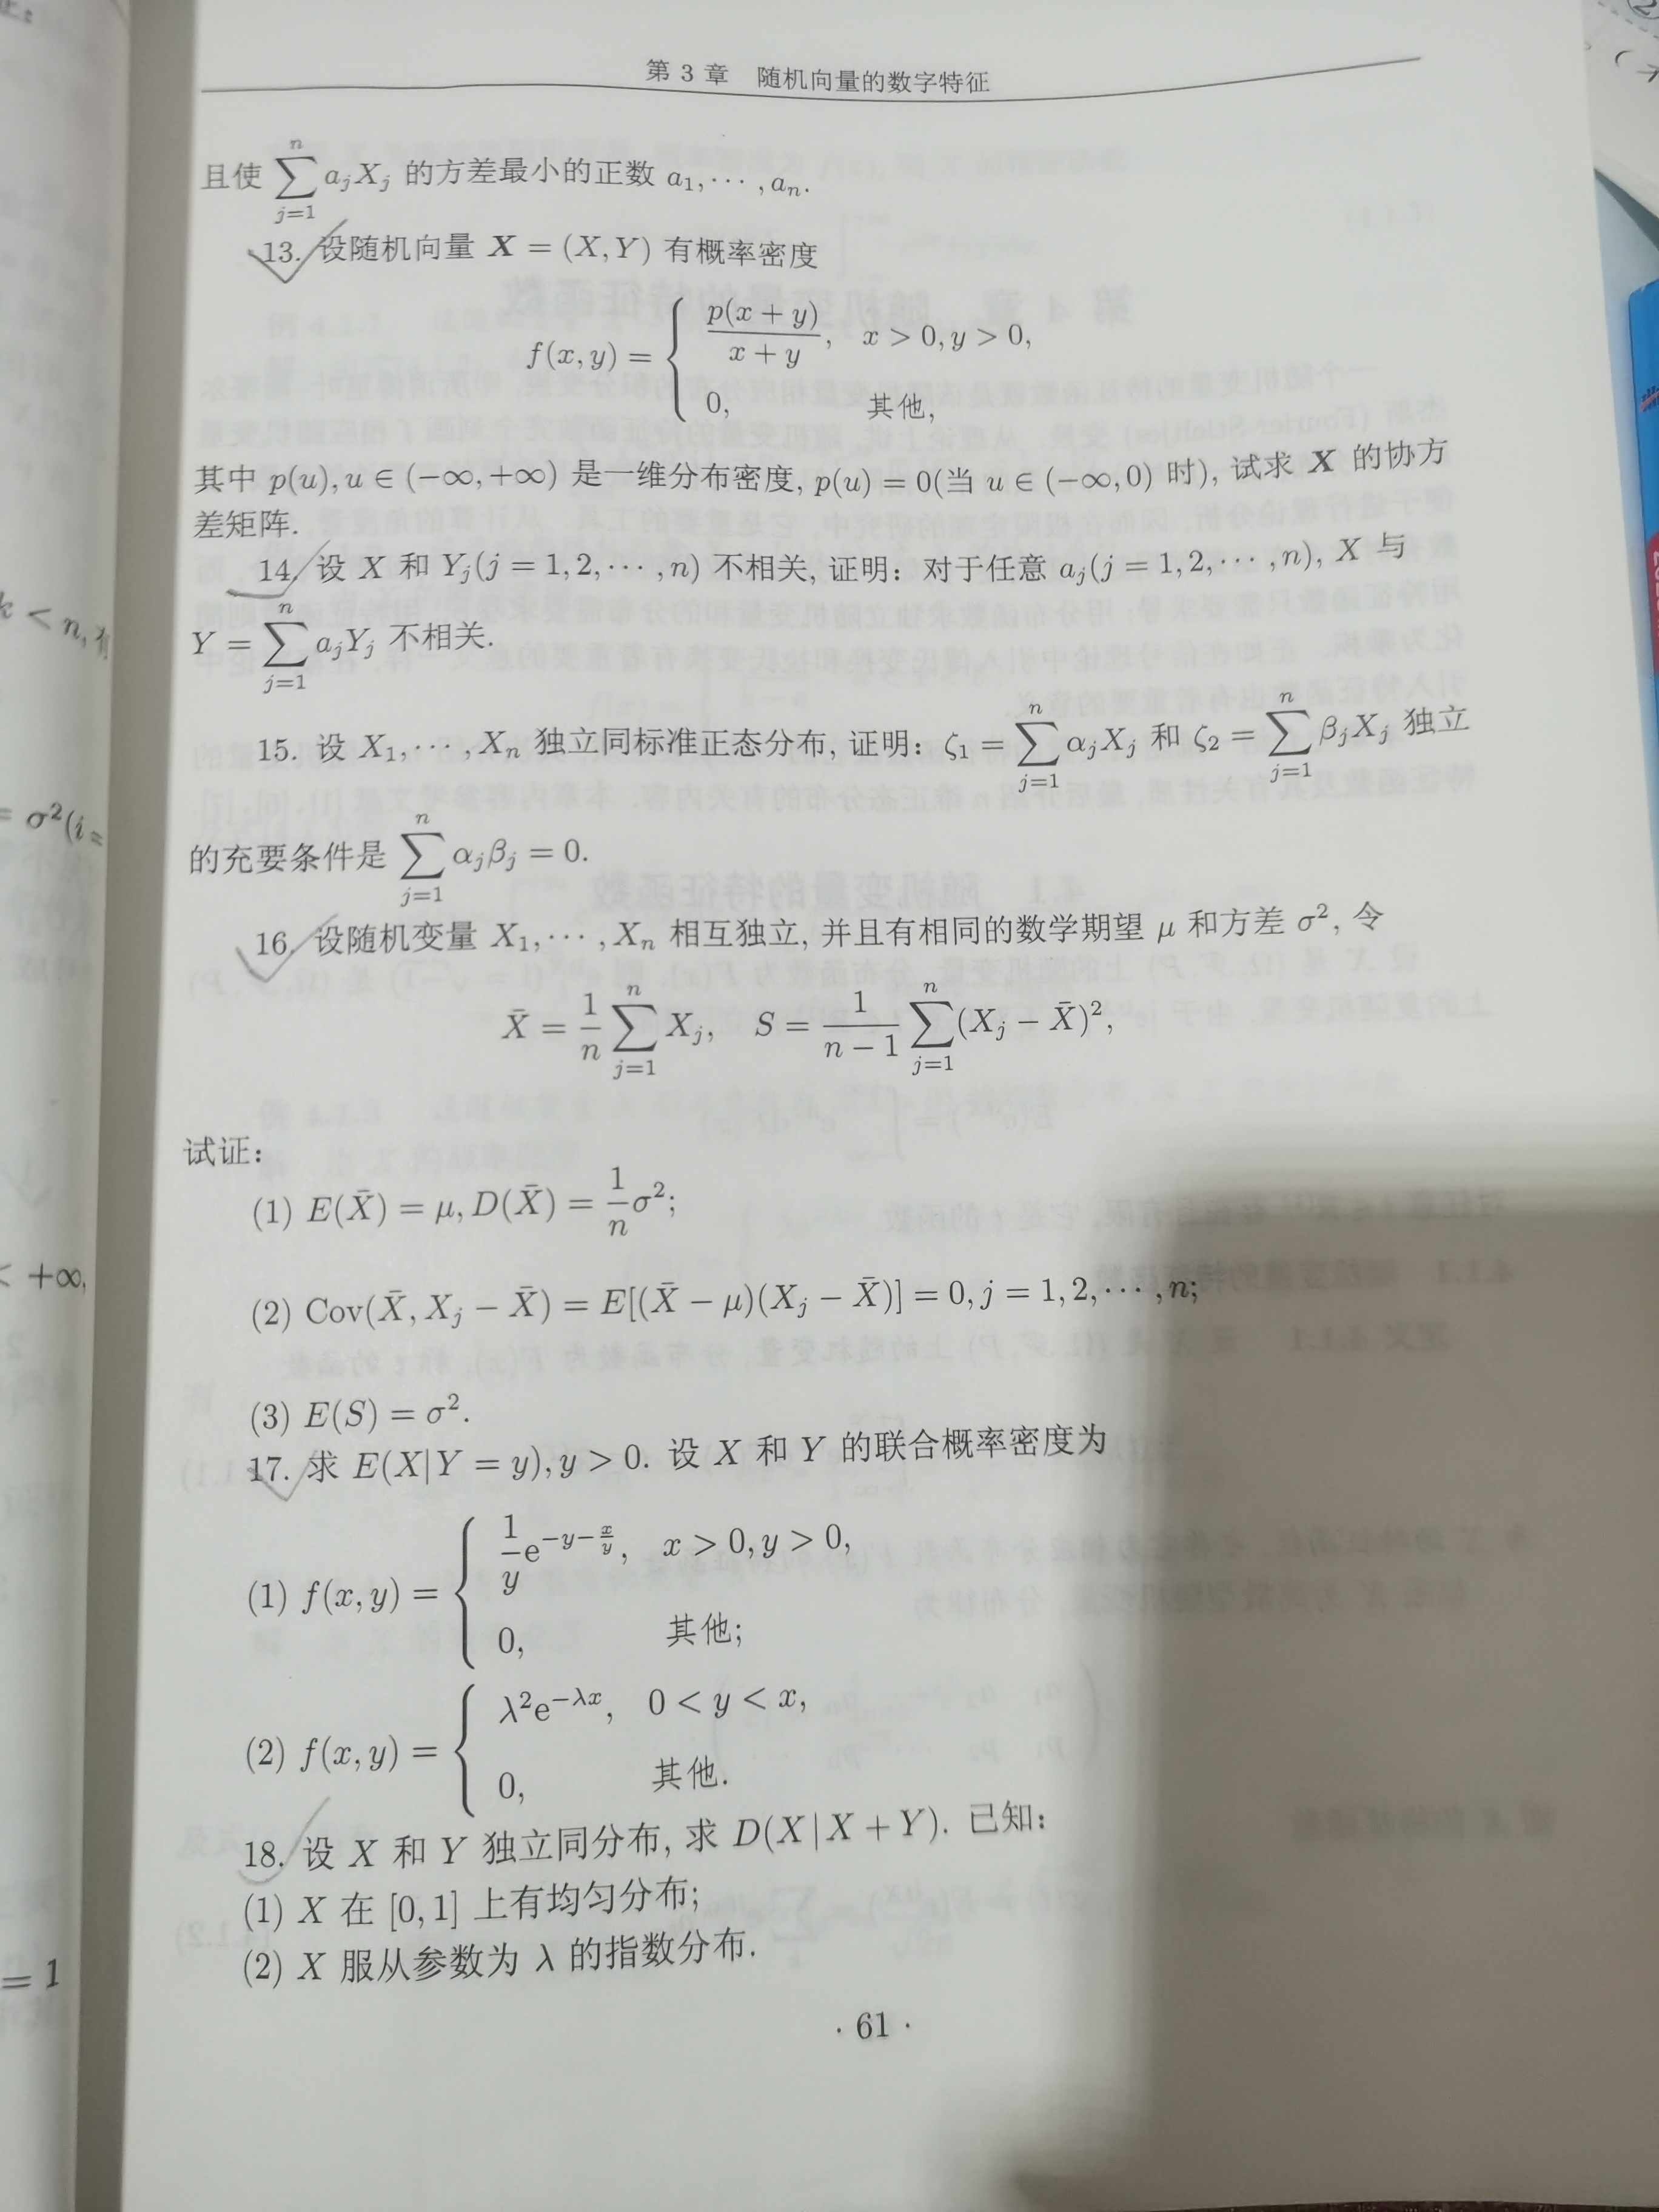 第 3 章 随机向量的数字特征
且使 $\sum_{j=1}^{n} a_j X_j$ 的方差最小的正数 $a_1, \cdots, a_n$.
13. 设随机向量 $\boldsymbol{X} = (X, Y)$ 有概率密度
$f(x, y) = \begin{cases} \dfrac{p(x+y)}{x+y}, & x > 0, y > 0, \\ 0, & 其他, \end{cases}$
其中 $p(u), u \in (-\infty, +\infty)$ 是一维分布密度, $p(u) = 0$(当 $u \in (-\infty, 0)$ 时), 试求 $\boldsymbol{X}$ 的协方
差矩阵.
14. 设 $X$ 和 $Y_j (j = 1, 2, \cdots, n)$ 不相关, 证明: 对于任意 $a_j (j = 1, 2, \cdots, n)$, $X$ 与
$Y = \sum_{j=1}^{n} a_j Y_j$ 不相关.
15. 设 $X_1, \cdots, X_n$ 独立同标准正态分布, 证明: $\zeta_1 = \sum_{j=1}^{n} \alpha_j X_j$ 和 $\zeta_2 = \sum_{j=1}^{n} \beta_j X_j$ 独立
的充要条件是 $\sum_{j=1}^{n} \alpha_j \beta_j = 0$.
16. 设随机变量 $X_1, \cdots, X_n$ 相互独立, 并且有相同的数学期望 $\mu$ 和方差 $\sigma^2$, 令
$\bar{X} = \dfrac{1}{n} \sum_{j=1}^{n} X_j, \quad S = \dfrac{1}{n-1} \sum_{j=1}^{n} (X_j - \bar{X})^2,$
试证:
(1) $E(\bar{X}) = \mu, D(\bar{X}) = \dfrac{1}{n} \sigma^2$;
(2) $\mathrm{Cov}(\bar{X}, X_j - \bar{X}) = E[(\bar{X} - \mu)(X_j - \bar{X})] = 0, j = 1, 2, \cdots, n$;
(3) $E(S) = \sigma^2$.
17. 求 $E(X|Y = y), y > 0$. 设 $X$ 和 $Y$ 的联合概率密度为
(1) $f(x, y) = \begin{cases} \dfrac{1}{y} \mathrm{e}^{-y-\frac{x}{y}}, & x > 0, y > 0, \\ 0, & 其他; \end{cases}$
(2) $f(x, y) = \begin{cases} \lambda^2 \mathrm{e}^{-\lambda x}, & 0 < y < x, \\ 0, & 其他. \end{cases}$
18. 设 $X$ 和 $Y$ 独立同分布, 求 $D(X|X + Y)$. 已知:
(1) $X$ 在 $[0, 1]$ 上有均匀分布;
(2) $X$ 服从参数为 $\lambda$ 的指数分布.
· 61 ·
k < n, 有
= σ²(i =
< +∞,
= 1